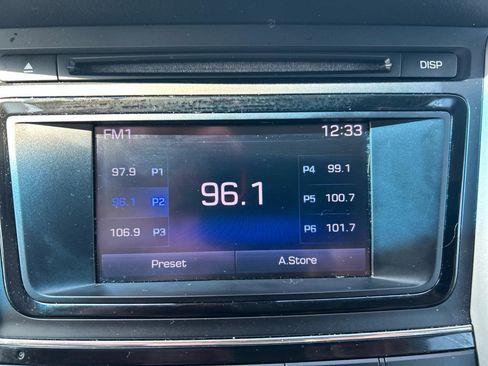 DISP
FM1 12:33
97.9 P1
96.1 P2
106.9 P3
96.1
P4 99.1
P5 100.7
P6 101.7
Preset A.Store